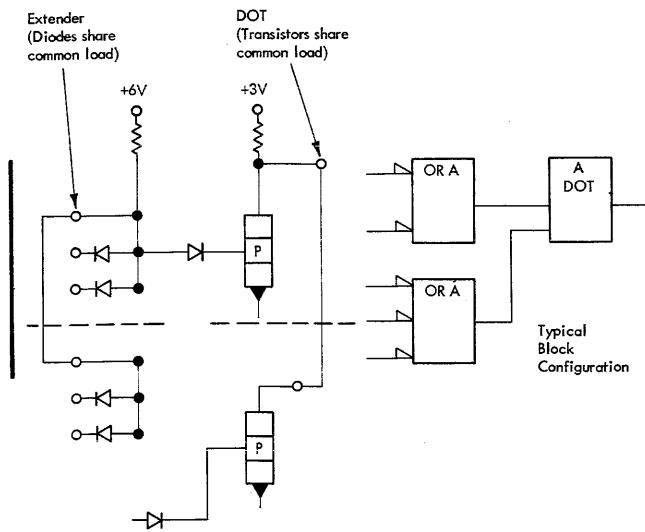 Extender
(Diodes share
common load)
DOT
(Transistors share
common load)
+6V
+3V
P
OR A
A
DOT
OR A
Typical
Block
Configuration
P